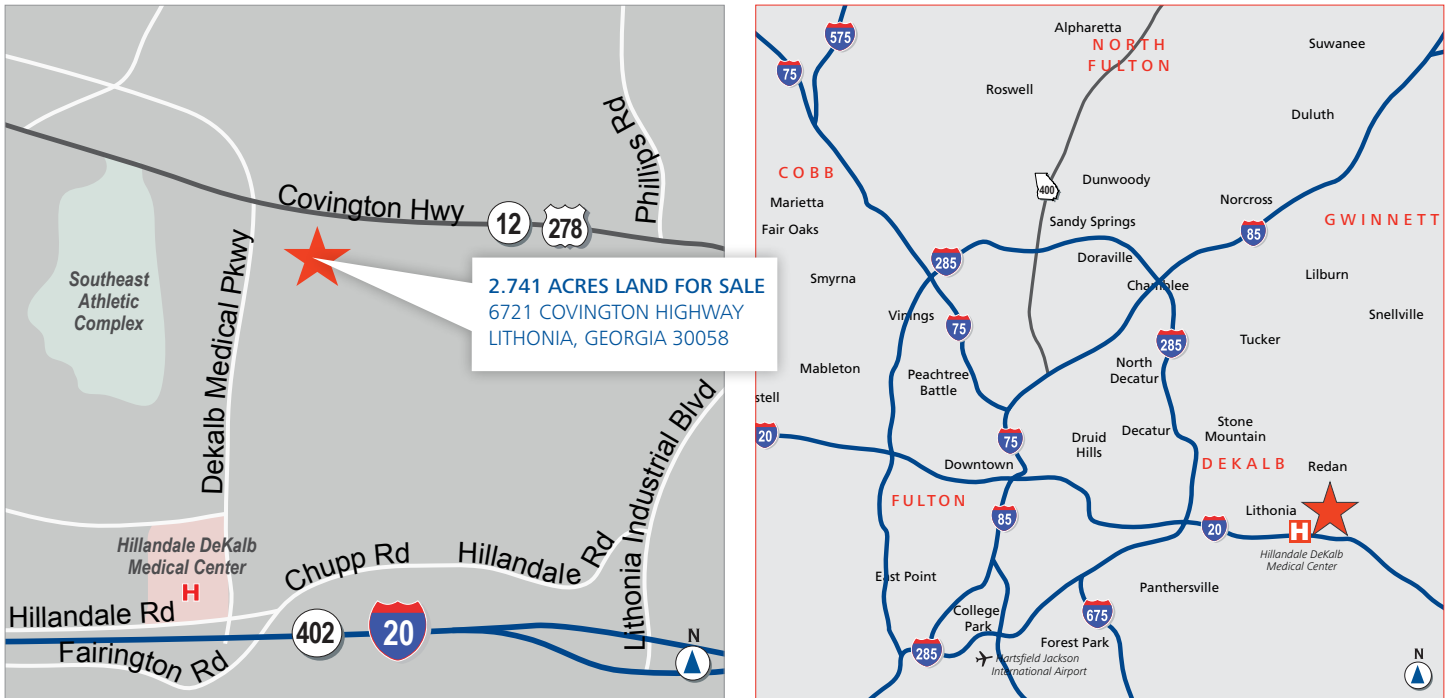 Phillips Rd
Covington Hwy
12
278
Dekalb Medical Pkwy
Southeast
Athletic
Complex
2.741 ACRES LAND FOR SALE
6721 COVINGTON HIGHWAY
LITHONIA, GEORGIA 30058
Lithonia Industrial Blvd
Hillandale DeKalb
Medical Center
H
Chupp Rd
Hillandale Rd
Hillandale Rd
402
20
Fairington Rd
N
575
75
Alpharetta
NORTH
FULTON
Suwanee
Roswell
Duluth
COBB
Marietta
Fair Oaks
400
Dunwoody
Norcross
Sandy Springs
85
GWINNETT
285
Doraville
Smyrna
Chamblee
Lilburn
Vinings
75
285
Snellville
Tucker
Mableton
Peachtree
Battle
North
Decatur
stell
20
75
Druid
Hills
Decatur
Stone
Mountain
Downtown
DEKALB
Redan
FULTON
85
Lithonia
20
H
Hillandale DeKalb
Medical Center
East Point
Panthersville
College
Park
675
Forest Park
285
Hartsfield Jackson
International Airport
N